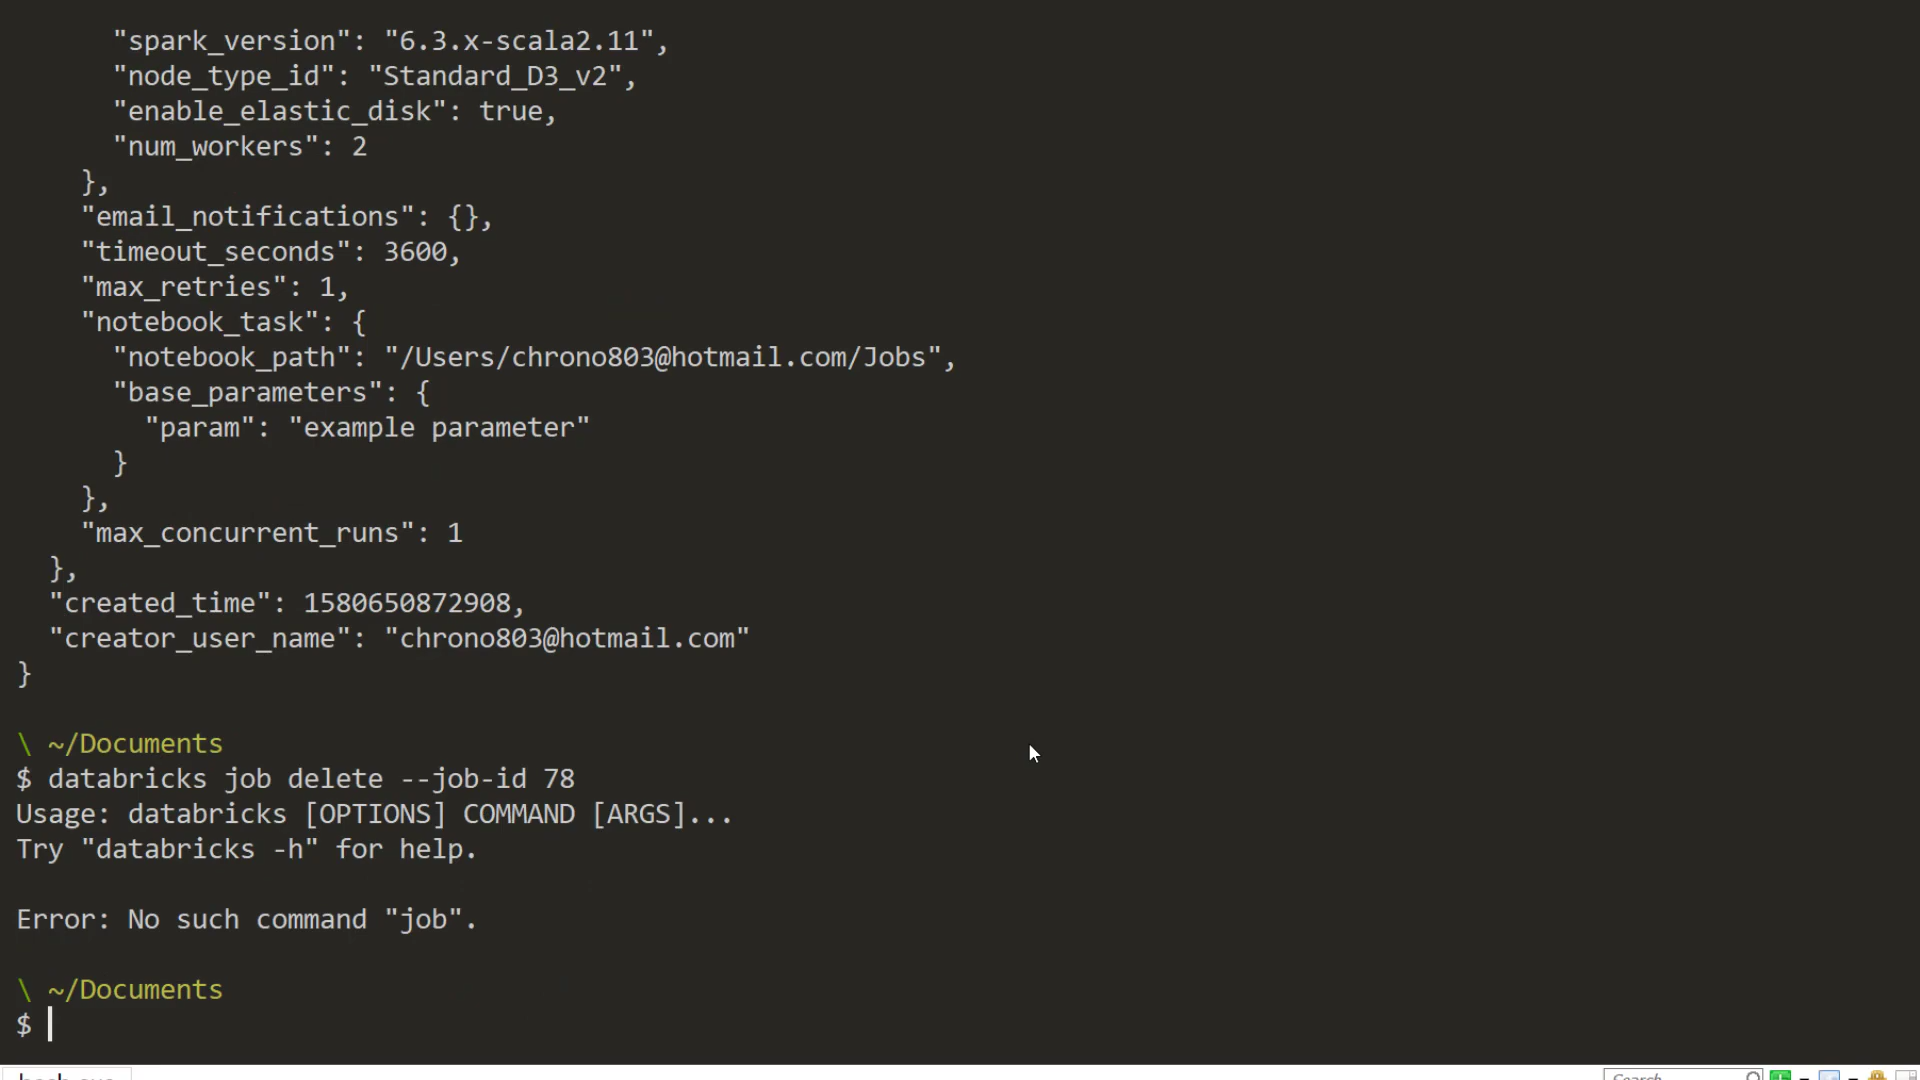 "spark_version": "6.3.x-scala2.11",
"node_type_id": "Standard_D3_v2",
"enable_elastic_disk": true,
"num_workers": 2
},
"email_notifications": {},
"timeout_seconds": 3600,
"max_retries": 1,
"notebook_task": {
"notebook_path": "/Users/chrono803@hotmail.com/Jobs",
"base_parameters": {
"param": "example parameter"
}
},
"max_concurrent_runs": 1
},
"created_time": 1580650872908,
"creator_user_name": "chrono803@hotmail.com"
}
\ ~/Documents
$ databricks job delete --job-id 78
Usage: databricks [OPTIONS] COMMAND [ARGS]...
Try "databricks -h" for help.
Error: No such command "job".
\ ~/Documents
$
Search